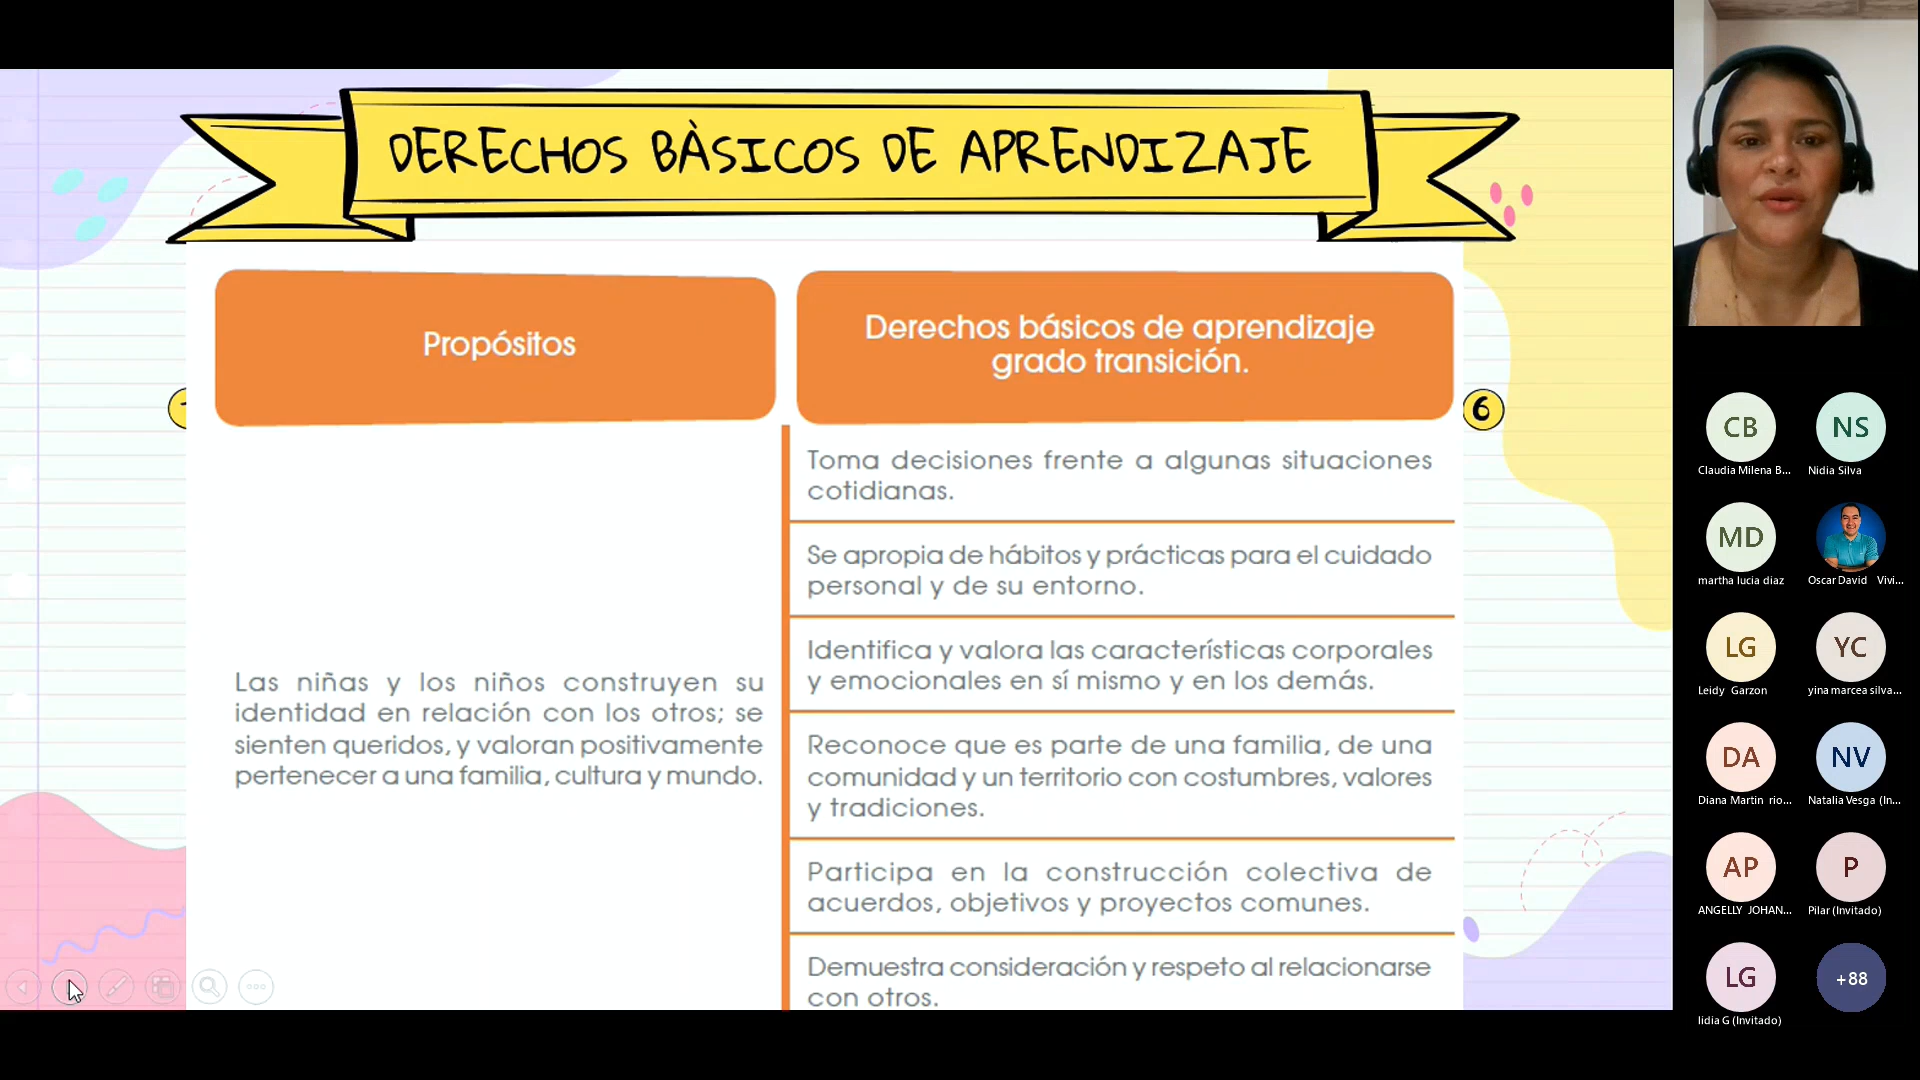 DERECHOS BÀSICOS DE APRENDIZAJE
Propósitos
Derechos básicos de aprendizaje
grado transición.
6
Las niñas y los niños construyen su
identidad en relación con los otros; se
sienten queridos, y valoran positivamente
pertenecer a una familia, cultura y mundo.
Toma decisiones frente a algunas situaciones
cotidianas.
Se apropia de hábitos y prácticas para el cuidado
personal y de su entorno.
Identifica y valora las características corporales
y emocionales en sí mismo y en los demás.
Reconoce que es parte de una familia, de una
comunidad y un territorio con costumbres, valores
y tradiciones.
Participa en la construcción colectiva de
acuerdos, objetivos y proyectos comunes.
Demuestra consideración y respeto al relacionarse
con otros.
CB
Claudia Milena B...
NS
Nidia Silva
MD
martha lucia diaz
Oscar David Vivi...
LG
Leidy Garzon
YC
yina marcea silva...
DA
Diana Martin rio...
NV
Natalia Vesga (In...
AP
ANGELLY JOHAN...
P
Pilar (Invitado)
LG
lidia G (Invitado)
+88